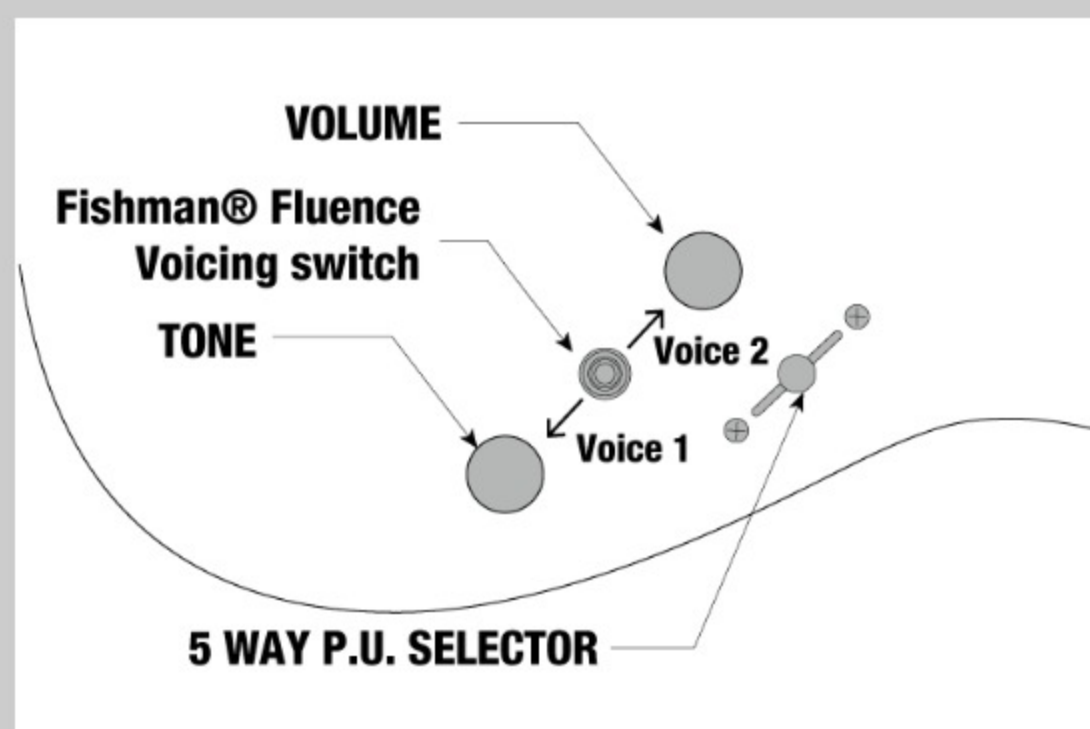 VOLUME
Fishman® Fluence
Voicing switch
TONE
Voice 2
Voice 1
5 WAY P.U. SELECTOR